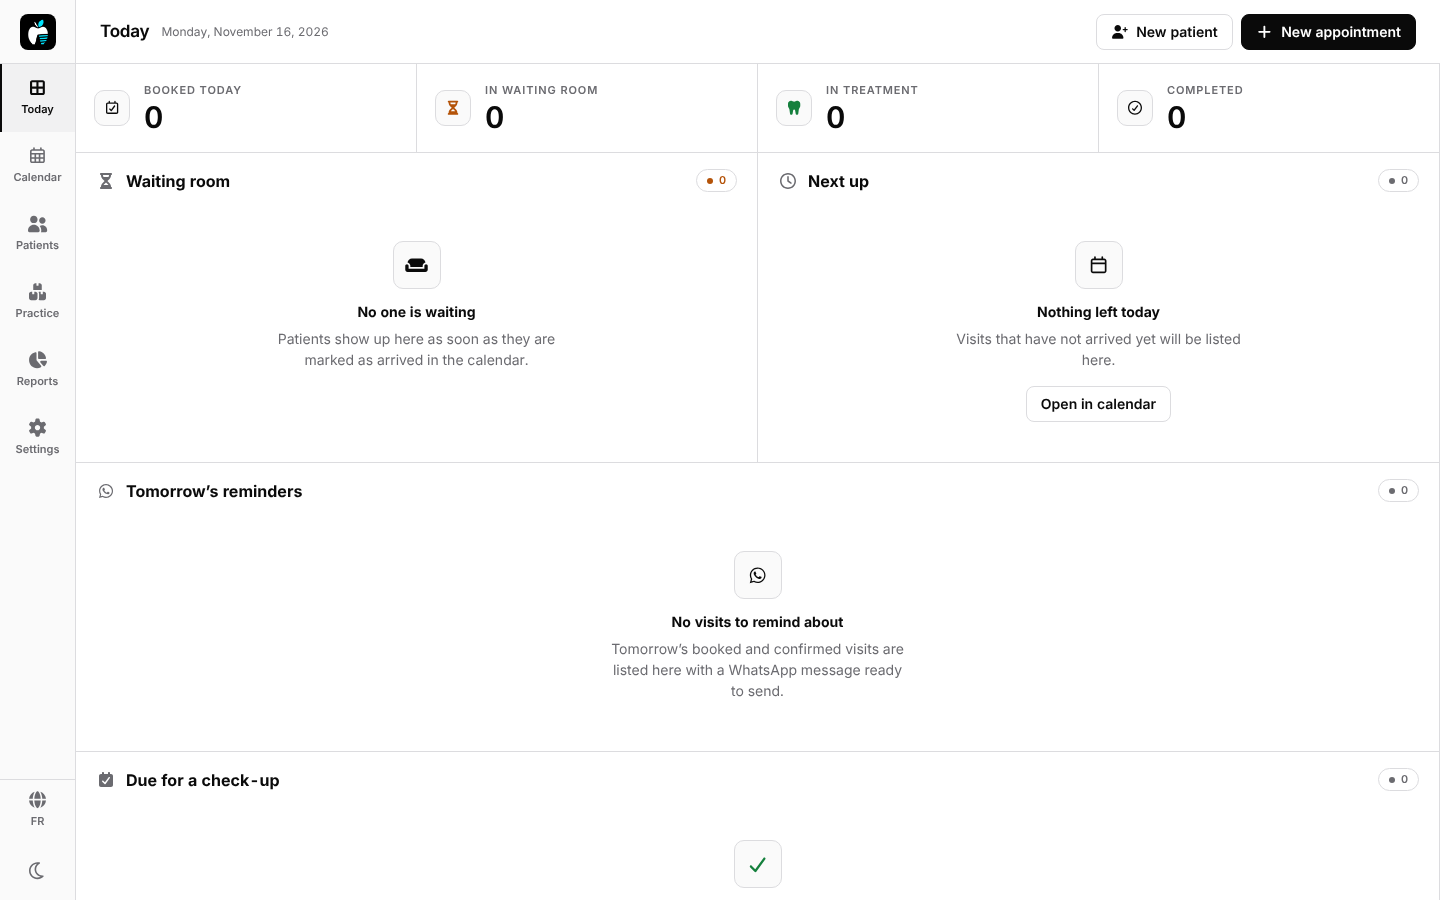 Today
Monday, November 16, 2026
New patient
New appointment
Today
Calendar
Patients
Practice
Reports
Settings
FR
BOOKED TODAY
0
IN WAITING ROOM
0
IN TREATMENT
0
COMPLETED
0
Waiting room
0
No one is waiting
Patients show up here as soon as they are
marked as arrived in the calendar.
Next up
0
Nothing left today
Visits that have not arrived yet will be listed
here.
Open in calendar
Tomorrow’s reminders
0
No visits to remind about
Tomorrow’s booked and confirmed visits are
listed here with a WhatsApp message ready
to send.
Due for a check-up
0